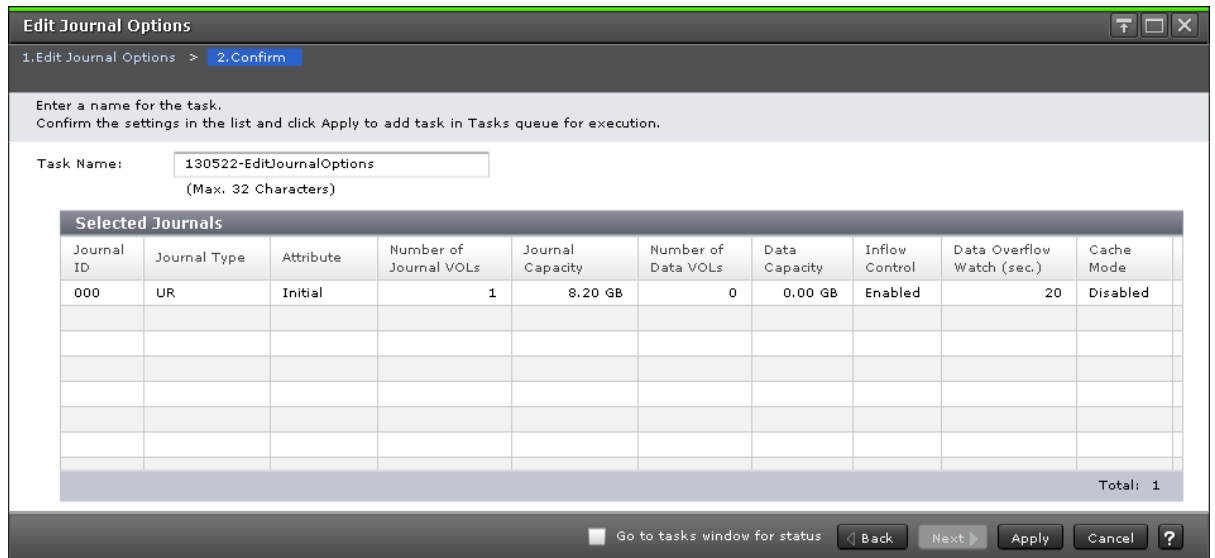 Edit Journal Options
1.Edit Journal Options > 2.Confirm
Enter a name for the task.
Confirm the settings in the list and click Apply to add task in Tasks queue for execution.
Task Name: 130522-EditJournalOptions
(Max. 32 Characters)
Selected Journals
Journal ID Journal Type Attribute Number of Journal VOLs Journal Capacity Number of Data VOLs Data Capacity Inflow Control Data Overflow Watch (sec.) Cache Mode
000 UR Initial 1 8.20 GB 0 0.00 GB Enabled 20 Disabled
Total: 1
Go to tasks window for status Back Next Apply Cancel ?